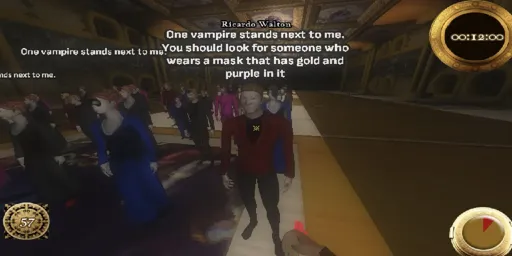 Ricardo Walton
One vampire stands next to me.
You should look for someone who
wears a mask that has gold and
purple in it
One vampire stands next to me.
nds next to me.
00:12:00
57